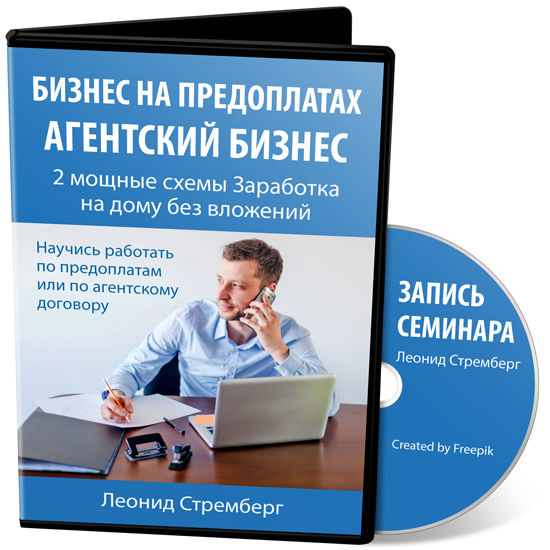 БИЗНЕС НА ПРЕДОПЛАТАХ
АГЕНТСКИЙ БИЗНЕС
2 мощные схемы Заработка
на дому без вложений
Научись работать
по предоплатам
или по агентскому
договору
Леонид Стремберг
ЗАПИСЬ
СЕМИНАРА
Леонид Стремберг
Created by Freepik